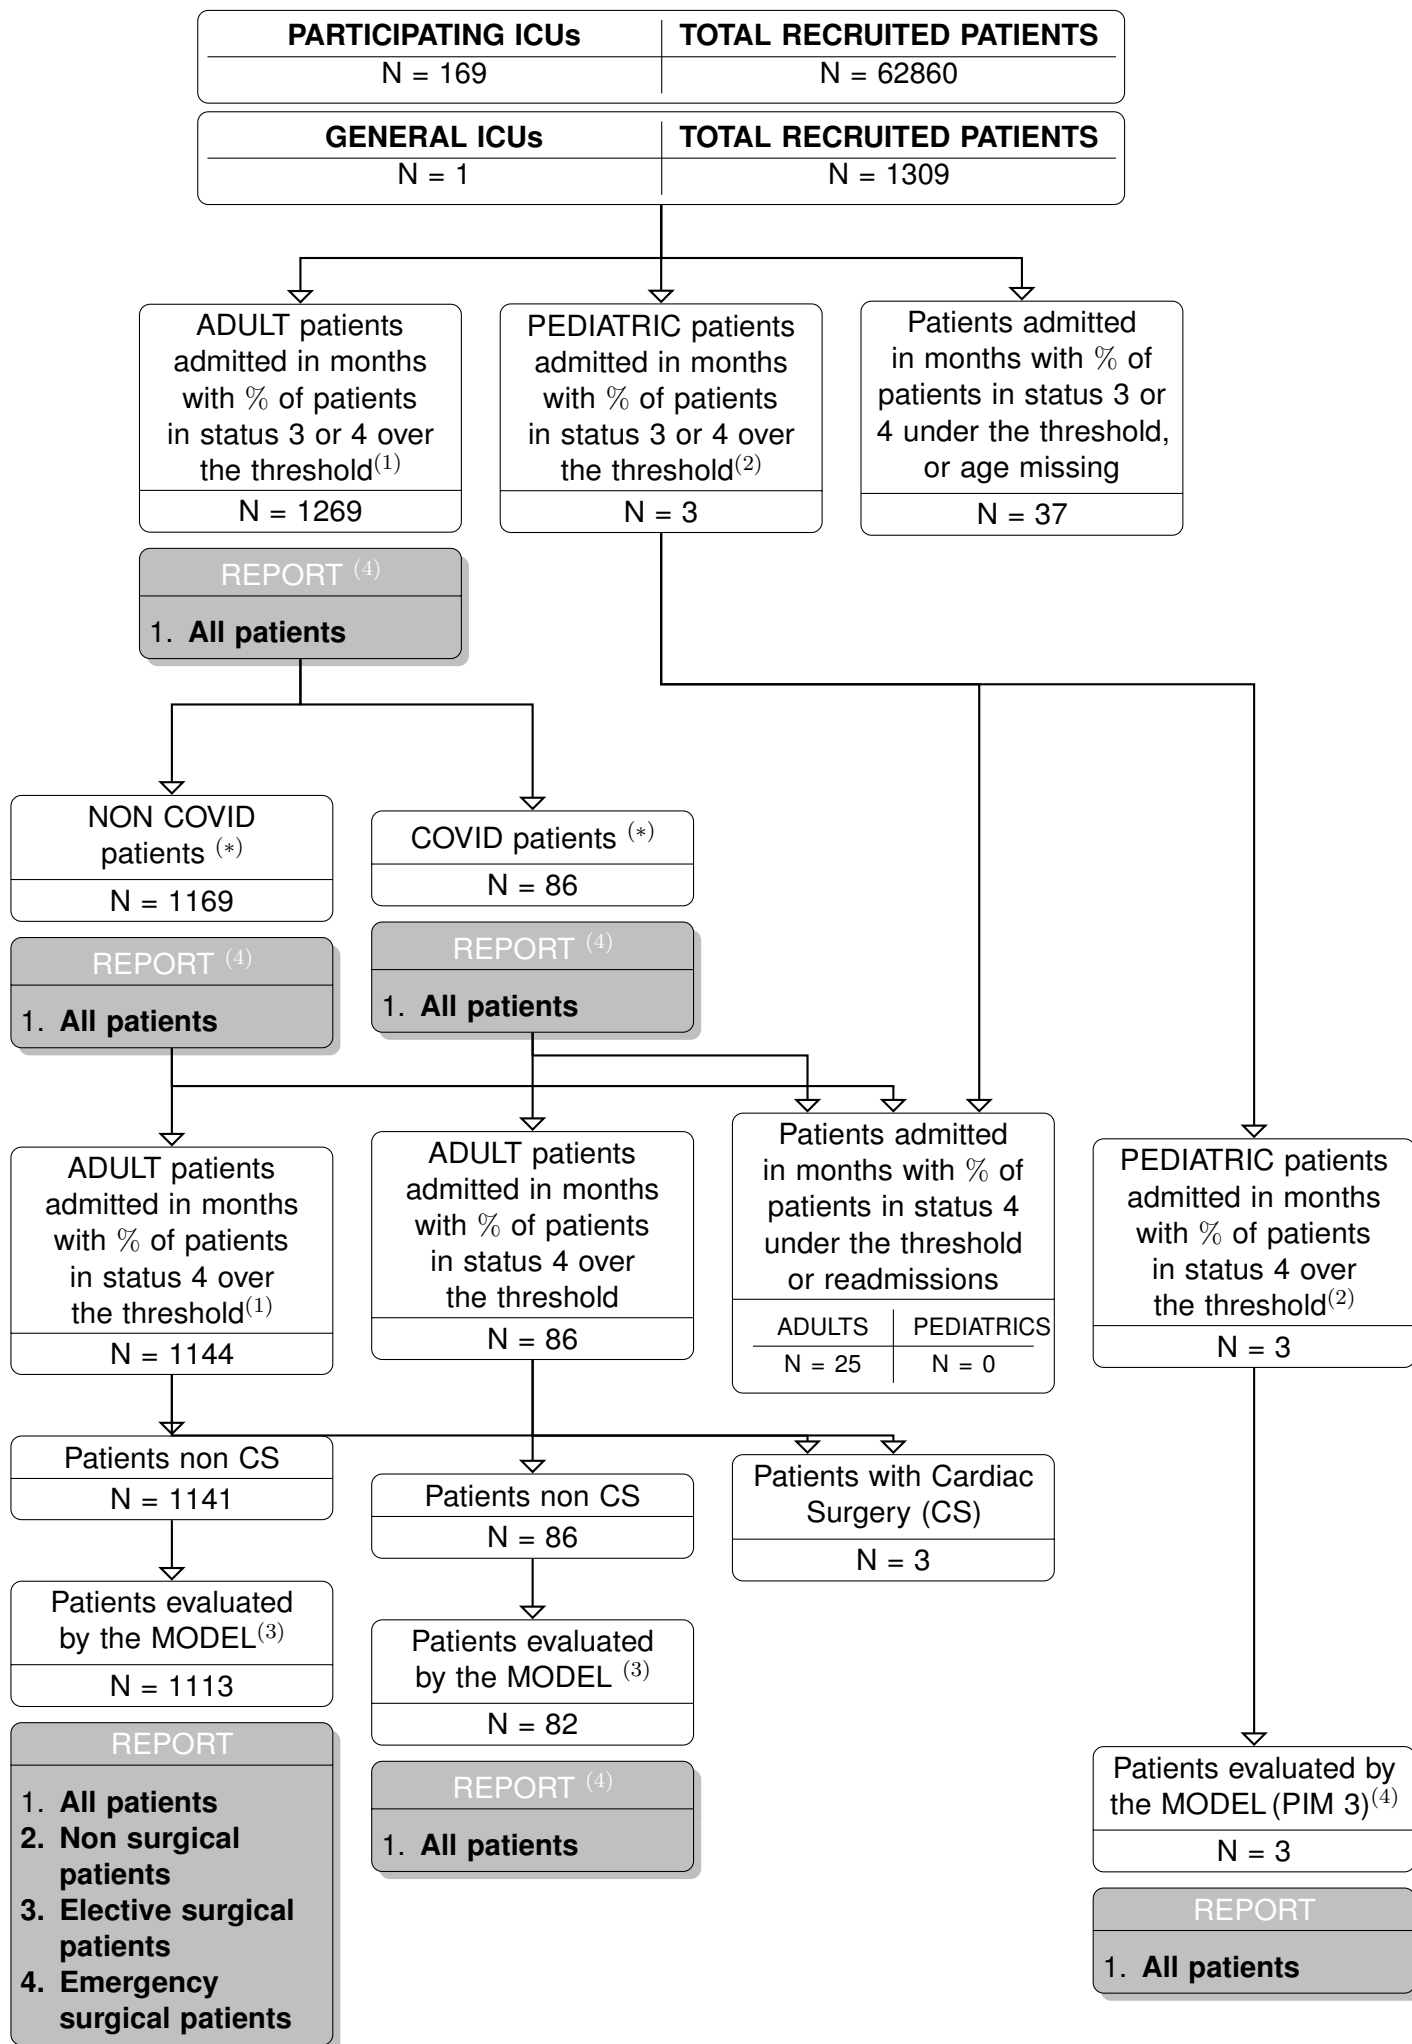 PARTICIPATING ICUs TOTAL RECRUITED PATIENTS
N = 169 N = 62860
GENERAL ICUs TOTAL RECRUITED PATIENTS
N = 1 N = 1309
ADULT patients
admitted in months
with % of patients
in status 3 or 4 over
the threshold(1)
N = 1269
PEDIATRIC patients
admitted in months
with % of patients
in status 3 or 4 over
the threshold(2)
N = 3
Patients admitted
in months with % of
patients in status 3 or
4 under the threshold,
or age missing
N = 37
REPORT (4)
1. All patients
NON COVID
patients (*)
N = 1169
COVID patients (*)
N = 86
REPORT (4)
1. All patients
REPORT (4)
1. All patients
ADULT patients
admitted in months
with % of patients
in status 4 over
the threshold(1)
N = 1144
ADULT patients
admitted in months
with % of patients
in status 4 over
the threshold
N = 86
Patients admitted
in months with % of
patients in status 4
under the threshold
or readmissions
ADULTS PEDIATRICS
N = 25 N = 0
PEDIATRIC patients
admitted in months
with % of patients
in status 4 over
the threshold(2)
N = 3
Patients non CS
N = 1141
Patients non CS
N = 86
Patients with Cardiac
Surgery (CS)
N = 3
Patients evaluated
by the MODEL(3)
N = 1113
Patients evaluated
by the MODEL (3)
N = 82
Patients evaluated by
the MODEL (PIM 3)(4)
N = 3
REPORT
1. All patients
2. Non surgical
patients
3. Elective surgical
patients
4. Emergency
surgical patients
REPORT (4)
1. All patients
REPORT
1. All patients